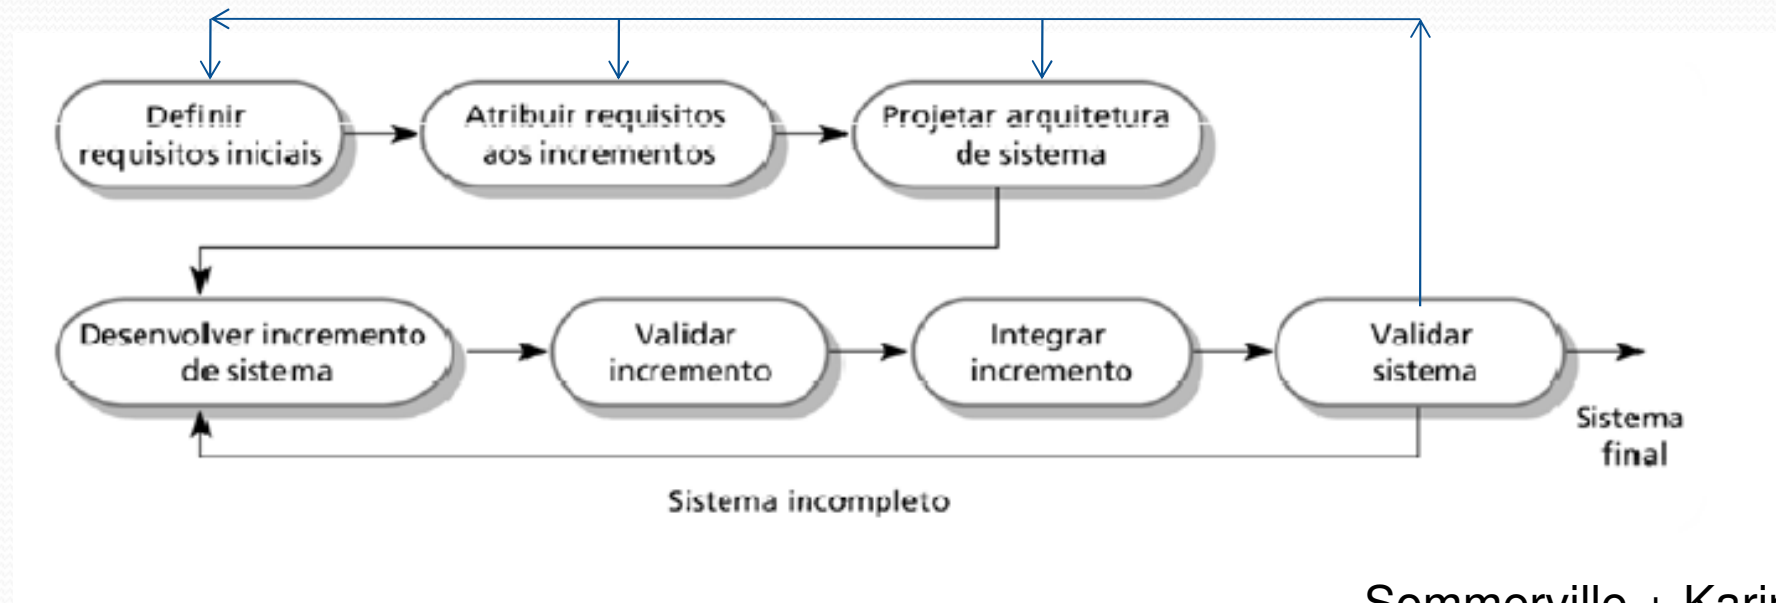 Definir
requisitos iniciais
Atribuir requisitos
aos incrementos
Projetar arquitetura
de sistema
Desenvolver incremento
de sistema
Validar
incremento
Integrar
incremento
Validar
sistema
Sistema
final
Sistema incompleto
Sommerville +